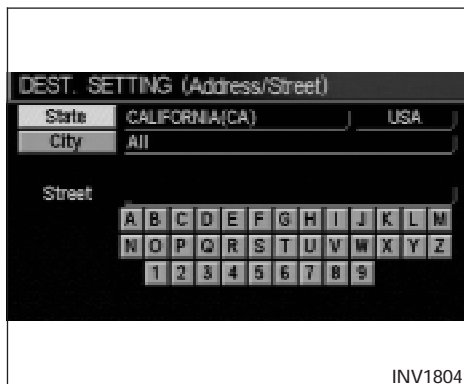 DEST. SETTING (Address/Street)
State CALIFORNIA(CA) USA
City All
Street
A B C D E F G H I J K L M
N O P Q R S T U V W X Y Z
1 2 3 4 5 6 7 8 9
INV1804